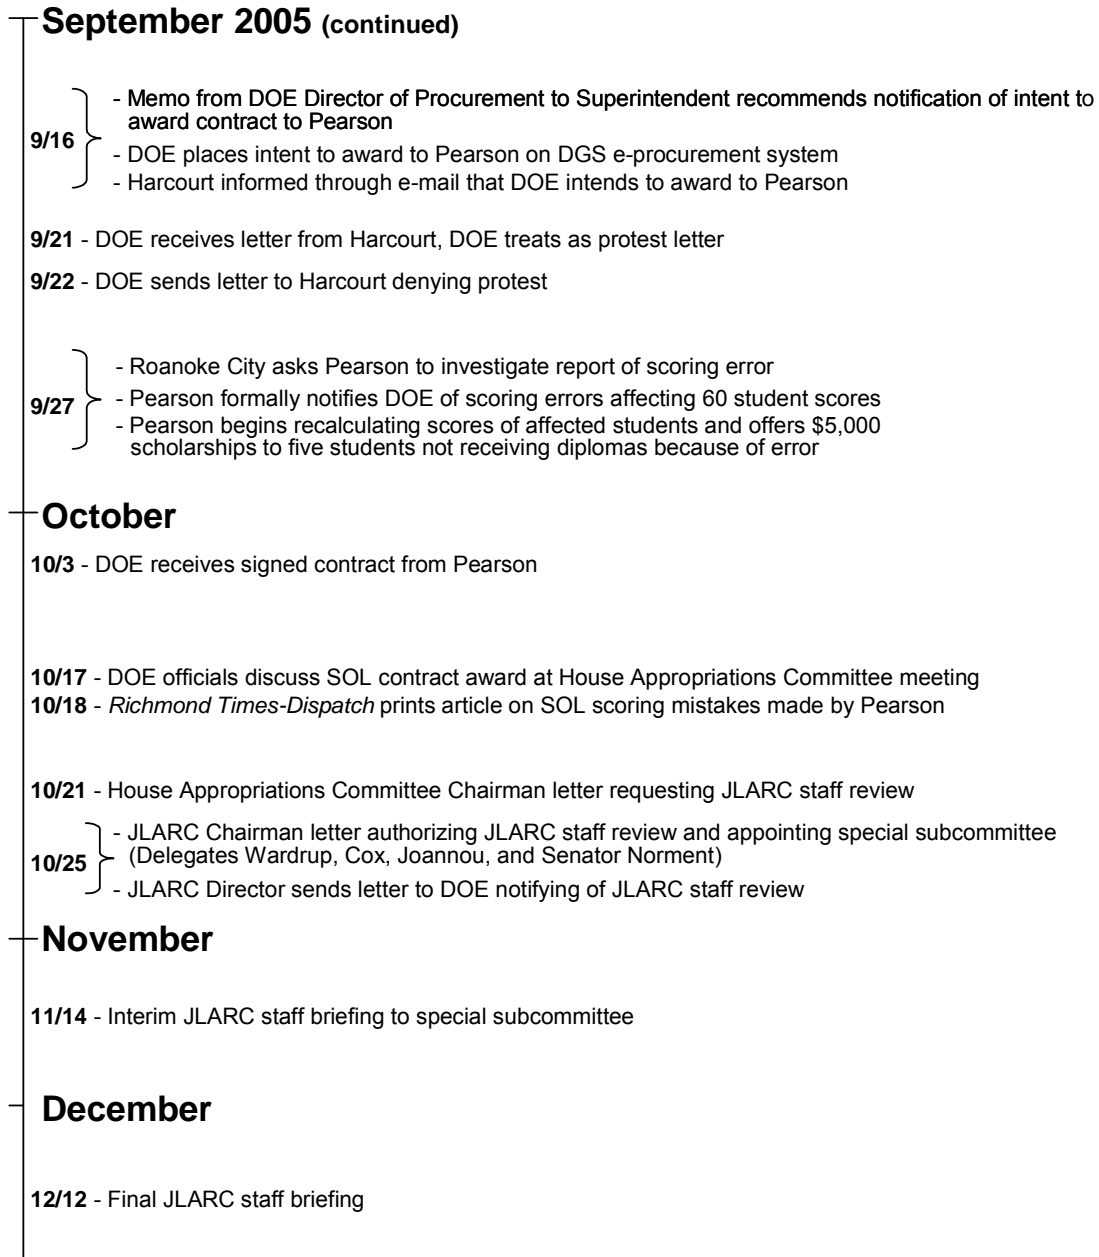 September 2005 (continued)
9/16
- Memo from DOE Director of Procurement to Superintendent recommends notification of intent to
award contract to Pearson
- DOE places intent to award to Pearson on DGS e-procurement system
- Harcourt informed through e-mail that DOE intends to award to Pearson
9/21 - DOE receives letter from Harcourt, DOE treats as protest letter
9/22 - DOE sends letter to Harcourt denying protest
9/27
- Roanoke City asks Pearson to investigate report of scoring error
- Pearson formally notifies DOE of scoring errors affecting 60 student scores
- Pearson begins recalculating scores of affected students and offers $5,000
scholarships to five students not receiving diplomas because of error
October
10/3 - DOE receives signed contract from Pearson
10/17 - DOE officials discuss SOL contract award at House Appropriations Committee meeting
10/18 - Richmond Times-Dispatch prints article on SOL scoring mistakes made by Pearson
10/21 - House Appropriations Committee Chairman letter requesting JLARC staff review
10/25
- JLARC Chairman letter authorizing JLARC staff review and appointing special subcommittee
(Delegates Wardrup, Cox, Joannou, and Senator Norment)
- JLARC Director sends letter to DOE notifying of JLARC staff review
November
11/14 - Interim JLARC staff briefing to special subcommittee
December
12/12 - Final JLARC staff briefing